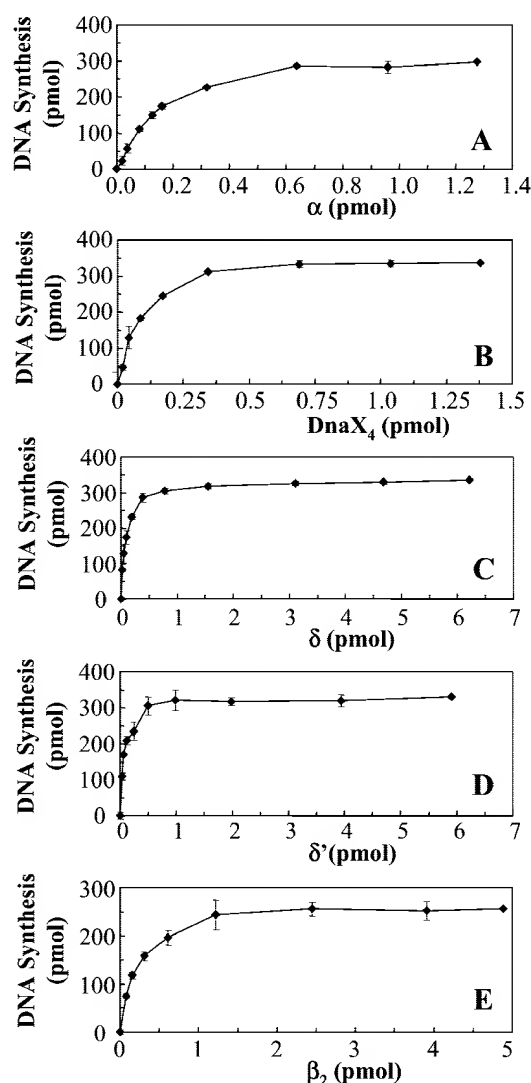 DNA Synthesis
(pmol)
400
300
200
100
0
A
0.0 0.2 0.4 0.6 0.8 1.0 1.2 1.4
α (pmol)
DNA Synthesis
(pmol)
400
300
200
100
0
B
0 0.25 0.50 0.75 1.00 1.25 1.5
DnaX₄ (pmol)
DNA Synthesis
(pmol)
400
300
200
100
0
C
0 1 2 3 4 5 6 7
δ (pmol)
DNA Synthesis
(pmol)
400
300
200
100
0
D
0 1 2 3 4 5 6 7
δ’(pmol)
DNA Synthesis
(pmol)
300
200
100
0
E
0 1 2 3 4 5
β₂ (pmol)